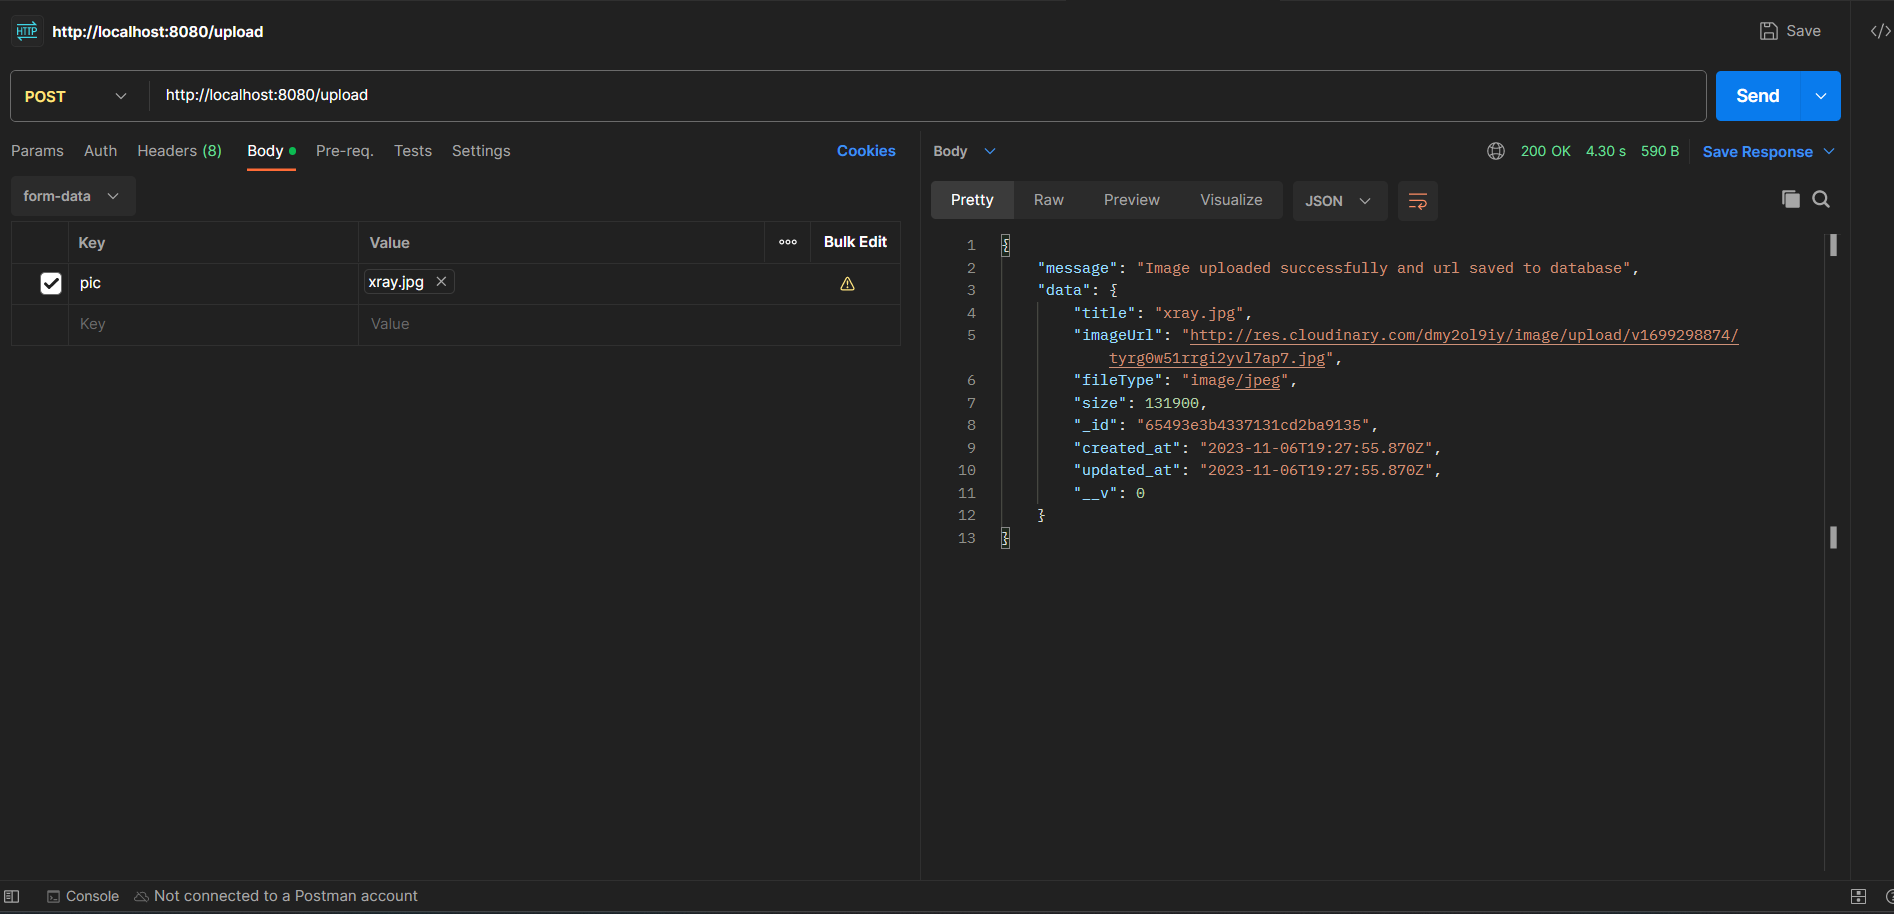 HTTP http://localhost:8080/upload
Save
POST http://localhost:8080/upload
Send
Params Auth Headers (8) Body Pre-req. Tests Settings Cookies
form-data
Key Value Bulk Edit
pic xray.jpg
Key Value
Body 200 OK 4.30 s 590 B Save Response
Pretty Raw Preview Visualize JSON
1 {
2 "message": "Image uploaded successfully and url saved to database",
3 "data": {
4 "title": "xray.jpg",
5 "imageUrl": "http://res.cloudinary.com/dmy2ol9iy/image/upload/v1699298874/
tyrg0w51rrgi2yvl7ap7.jpg",
6 "fileType": "image/jpeg",
7 "size": 131900,
8 "_id": "65493e3b4337131cd2ba9135",
9 "created_at": "2023-11-06T19:27:55.870Z",
10 "updated_at": "2023-11-06T19:27:55.870Z",
11 "__v": 0
12 }
13 }
Console Not connected to a Postman account